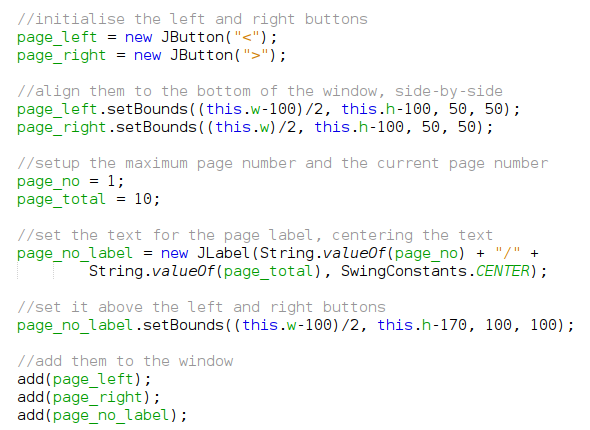 //initialise the left and right buttons
page_left = new JButton("<");
page_right = new JButton(">");
//align them to the bottom of the window, side-by-side
page_left.setBounds((this.w-100)/2, this.h-100, 50, 50);
page_right.setBounds((this.w)/2, this.h-100, 50, 50);
//setup the maximum page number and the current page number
page_no = 1;
page_total = 10;
//set the text for the page label, centering the text
page_no_label = new JLabel(String.valueOf(page_no) + "/" +
String.valueOf(page_total), SwingConstants.CENTER);
//set it above the left and right buttons
page_no_label.setBounds((this.w-100)/2, this.h-170, 100, 100);
//add them to the window
add(page_left);
add(page_right);
add(page_no_label);